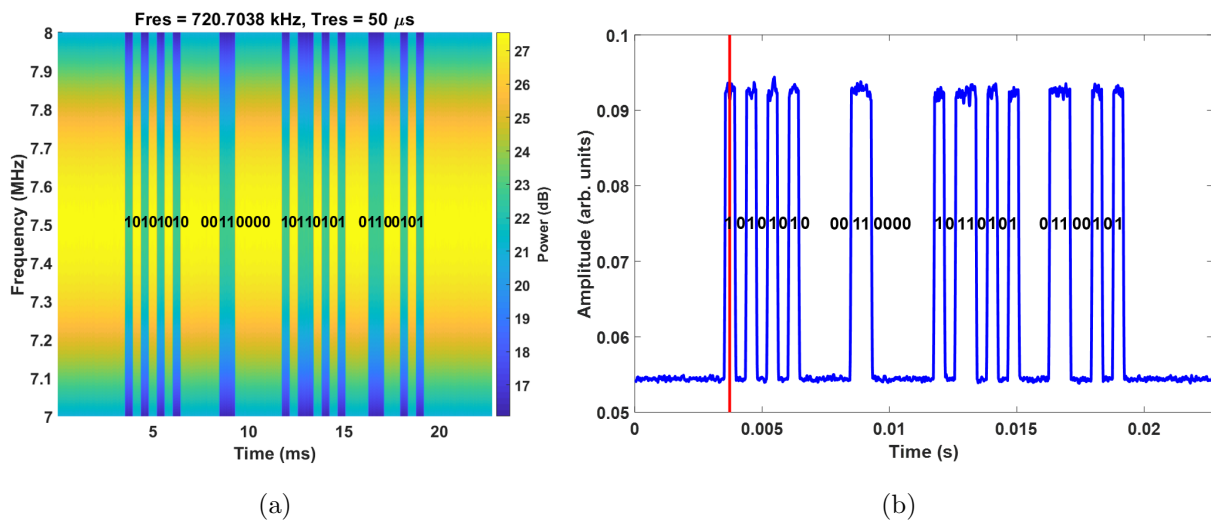 Fres = 720.7038 kHz, Tres = 50 μs
8
7.9
7.8
7.7
7.6
7.5
7.4
7.3
7.2
7.1
7
Frequency (MHz)
10101010 00110000 10110101 01100101
5 10 15 20
Time (ms)
27
26
25
24
23
22
21
20
19
18
17
Power (dB)
(a)
0.1
0.09
0.08
0.07
0.06
0.05
Amplitude (arb. units)
10101010 00110000 10110101 01100101
0 0.005 0.01 0.015 0.02
Time (s)
(b)